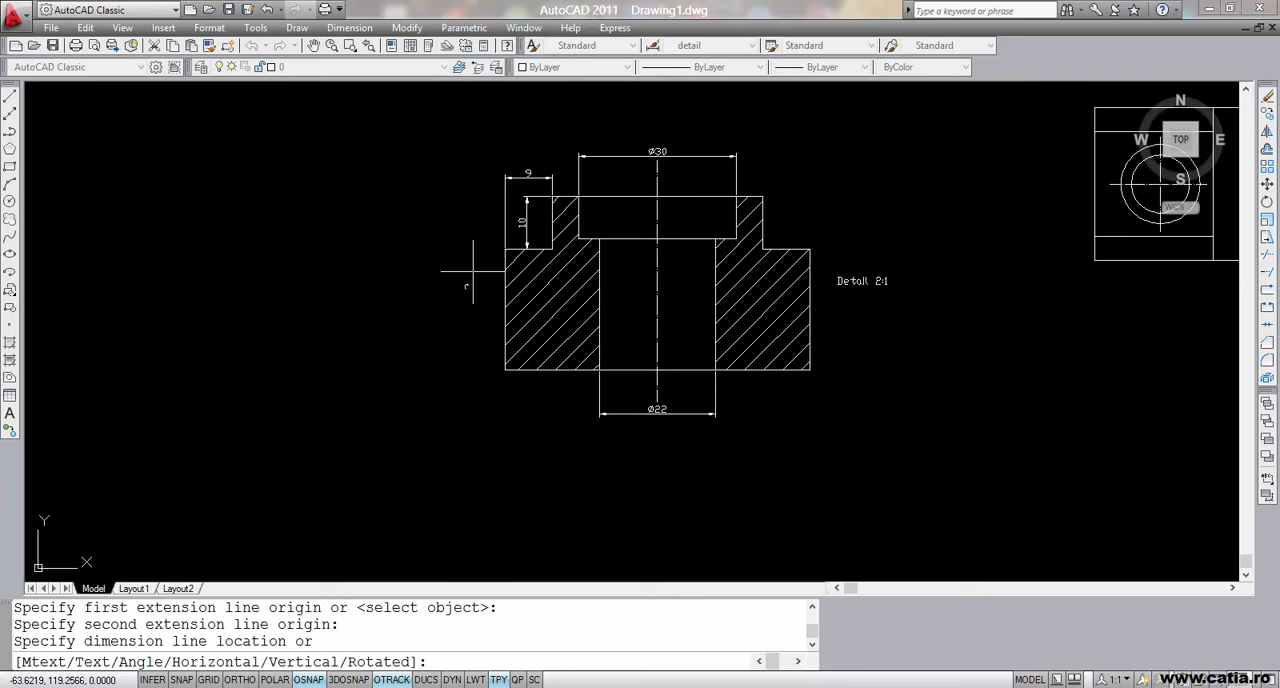 AutoCAD Classic
AutoCAD 2011 Drawing1.dwg
Type a keyword or phrase
File Edit View Insert Format Tools Draw Dimension Modify Parametric Window Help Express
Standard detail Standard Standard
AutoCAD Classic 0 ByLayer ByLayer ByLayer ByColor
N
W TOP E
S
WCS
Ø30
9
10
Detail 2:1
Ø22
Y
X
Model Layout1 Layout2
Specify first extension line origin or <select object>:
Specify second extension line origin:
Specify dimension line location or
[Mtext/Text/Angle/Horizontal/Vertical/Rotated]:
-63.6219, 119.2566, 0.0000 INFER SNAP GRID ORTHO POLAR OSNAP 3DOSNAP OTRACK DUCS DYN LWT TPY QP SC MODEL 1:1
www.catia.ro